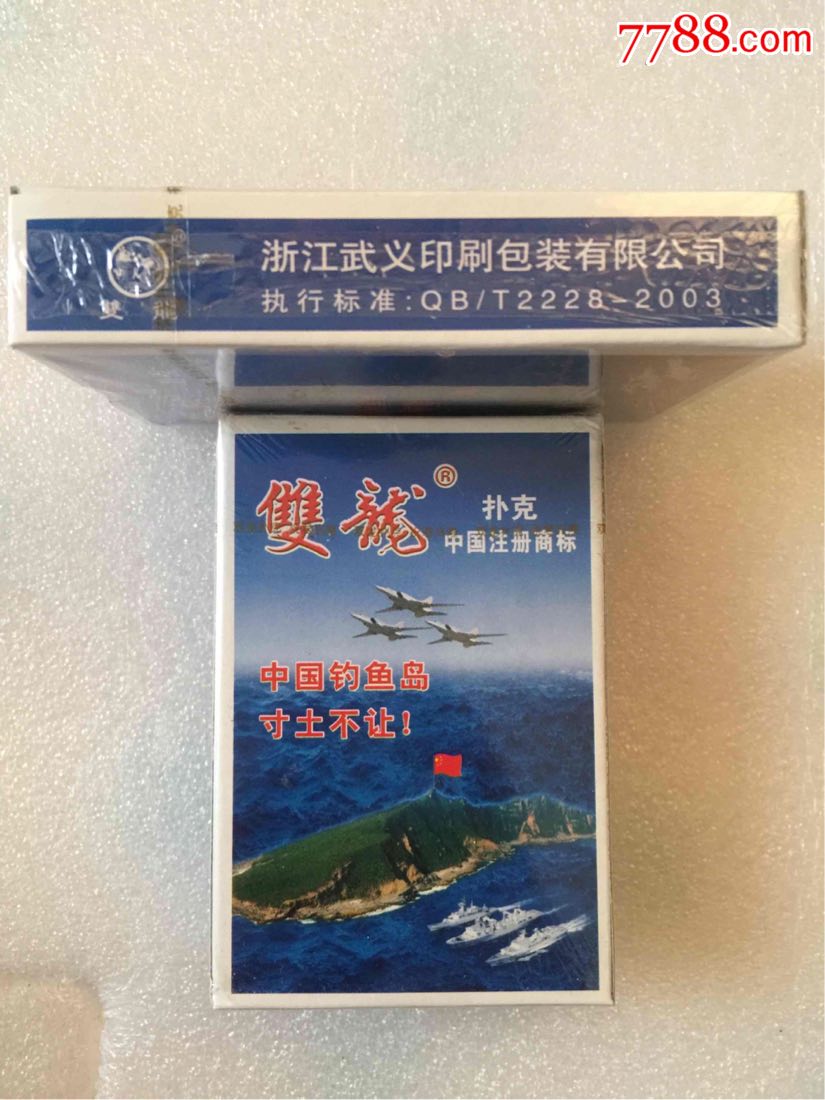 7788.com
浙江武义印刷包装有限公司
雙龍
执行标准:QB/T2228-2003
雙龍®
扑克
中国注册商标
中国钓鱼岛
寸土不让!